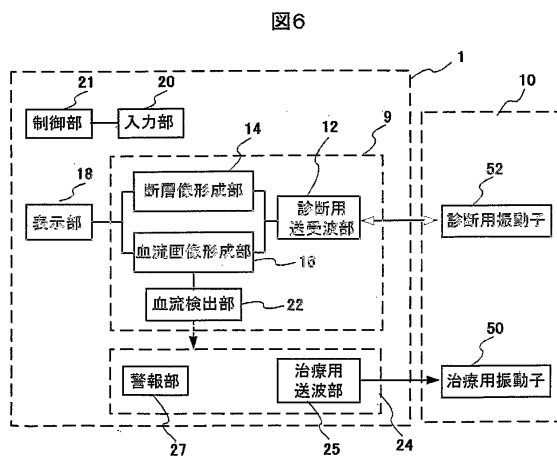 図6
1
21
20
10
制御部
入力部
14
12
9
18
52
断層像形成部
診断用
送受波部
表示部
診断用振動子
血流画像形成部
16
血流検出部
22
50
警報部
治療用
送波部
治療用振動子
27
25
24